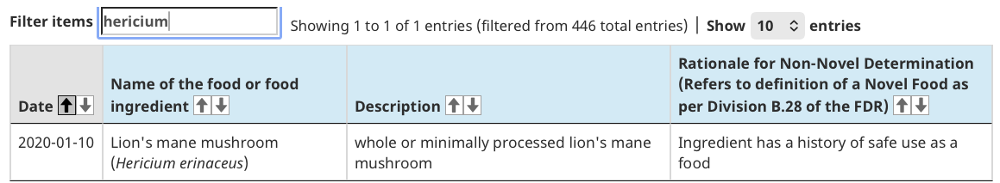 Filter items hericium Showing 1 to 1 of 1 entries (filtered from 446 total entries) | Show 10 entries
Date
Name of the food or food
ingredient
Description
Rationale for Non-Novel Determination
(Refers to definition of a Novel Food as
per Division B.28 of the FDR)
2020-01-10
Lion's mane mushroom
(Hericium erinaceus)
whole or minimally processed lion's mane
mushroom
Ingredient has a history of safe use as a
food